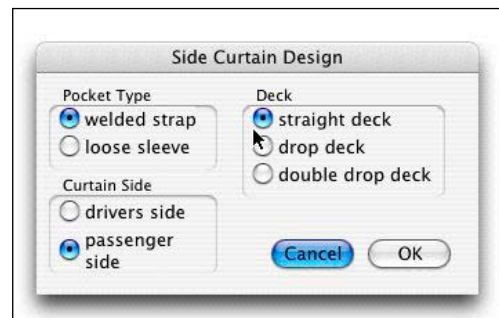 Side Curtain Design
Pocket Type
welded strap
loose sleeve
Curtain Side
drivers side
passenger
side
Deck
straight deck
drop deck
double drop deck
Cancel
OK